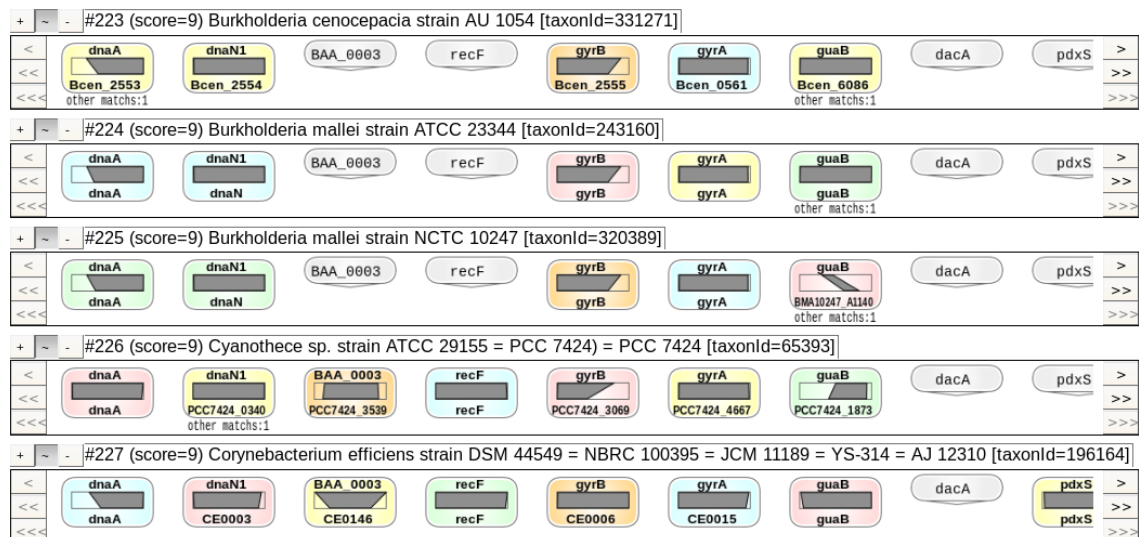 + ~ - #223 (score=9) Burkholderia cenocepacia strain AU 1054 [taxonId=331271]
< dnaA dnaN1 BAA_0003 recF gyrB gyrA guaB dacA pdxS >
<< >>
Bcen_2553 Bcen_2554 Bcen_2555 Bcen_0561 Bcen_6086
<<< other matchs:1 other matchs:1 >>>
+ ~ - #224 (score=9) Burkholderia mallei strain ATCC 23344 [taxonId=243160]
< dnaA dnaN1 BAA_0003 recF gyrB gyrA guaB dacA pdxS >
<< >>
dnaA dnaN gyrB gyrA guaB
<<< other matchs:1 >>>
+ ~ - #225 (score=9) Burkholderia mallei strain NCTC 10247 [taxonId=320389]
< dnaA dnaN1 BAA_0003 recF gyrB gyrA guaB dacA pdxS >
<< >>
dnaA dnaN gyrB gyrA BMA10247_A1140
<<< other matchs:1 >>>
+ ~ - #226 (score=9) Cyanothece sp. strain ATCC 29155 = PCC 7424) = PCC 7424 [taxonId=65393]
< dnaA dnaN1 BAA_0003 recF gyrB gyrA guaB dacA pdxS >
<< >>
dnaA PCC7424_0340 PCC7424_3539 recF PCC7424_3069 PCC7424_4667 PCC7424_1873
<<< other matchs:1 >>>
+ ~ - #227 (score=9) Corynebacterium efficiens strain DSM 44549 = NBRC 100395 = JCM 11189 = YS-314 = AJ 12310 [taxonId=196164]
< dnaA dnaN1 BAA_0003 recF gyrB gyrA guaB dacA pdxS >
<< >>
dnaA CE0003 CE0146 recF CE0006 CE0015 guaB pdxS
<<< >>>